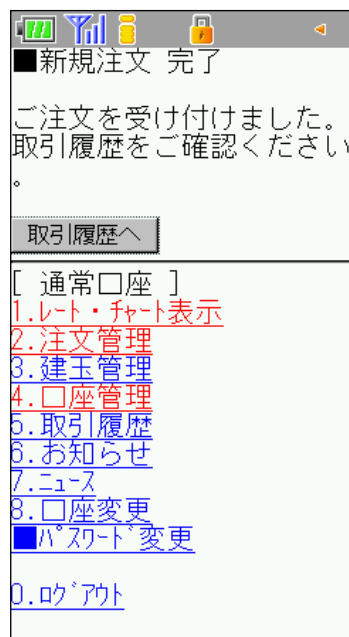 ■新規注文 完了
ご注文を受け付けました。
取引履歴をご確認ください
。
取引履歴へ
[ 通常口座 ]
1.ﾚｰﾄ・ﾁｬｰﾄ表示
2.注文管理
3.建玉管理
4.口座管理
5.取引履歴
6.お知らせ
7.ﾆｭｰｽ
8.口座変更
■ﾊﾟｽﾜｰﾄﾞ変更
0.ﾛｸﾞｱｳﾄ